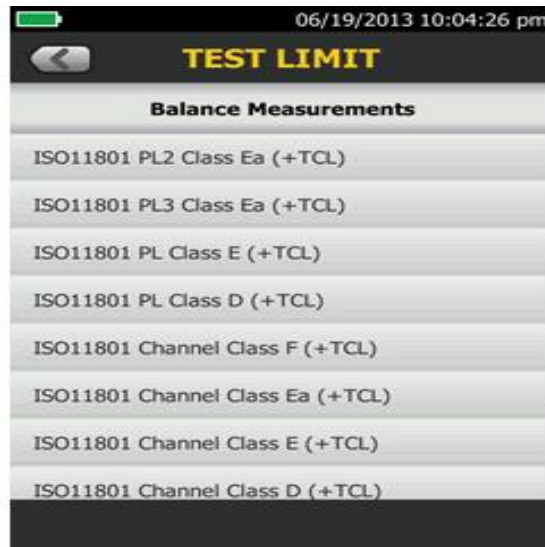 06/19/2013 10:04:26 pm
TEST LIMIT
Balance Measurements
ISO11801 PL2 Class Ea (+TCL)
ISO11801 PL3 Class Ea (+TCL)
ISO11801 PL Class E (+TCL)
ISO11801 PL Class D (+TCL)
ISO11801 Channel Class F (+TCL)
ISO11801 Channel Class Ea (+TCL)
ISO11801 Channel Class E (+TCL)
ISO11801 Channel Class D (+TCL)